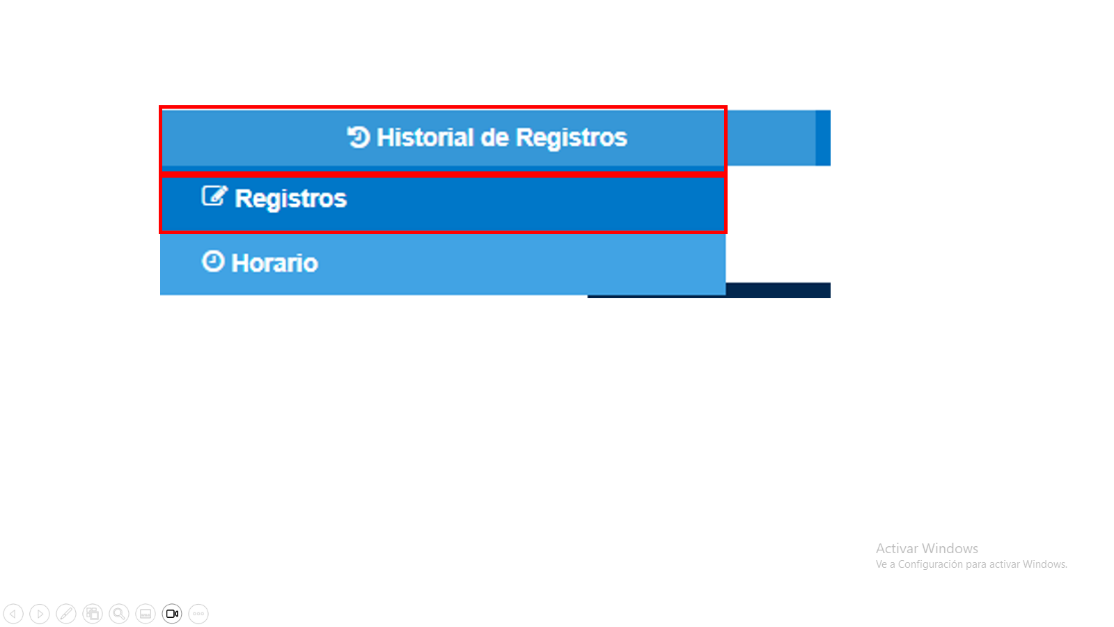 Historial de Registros
Registros
Horario
Activar Windows
Ve a Configuración para activar Windows.